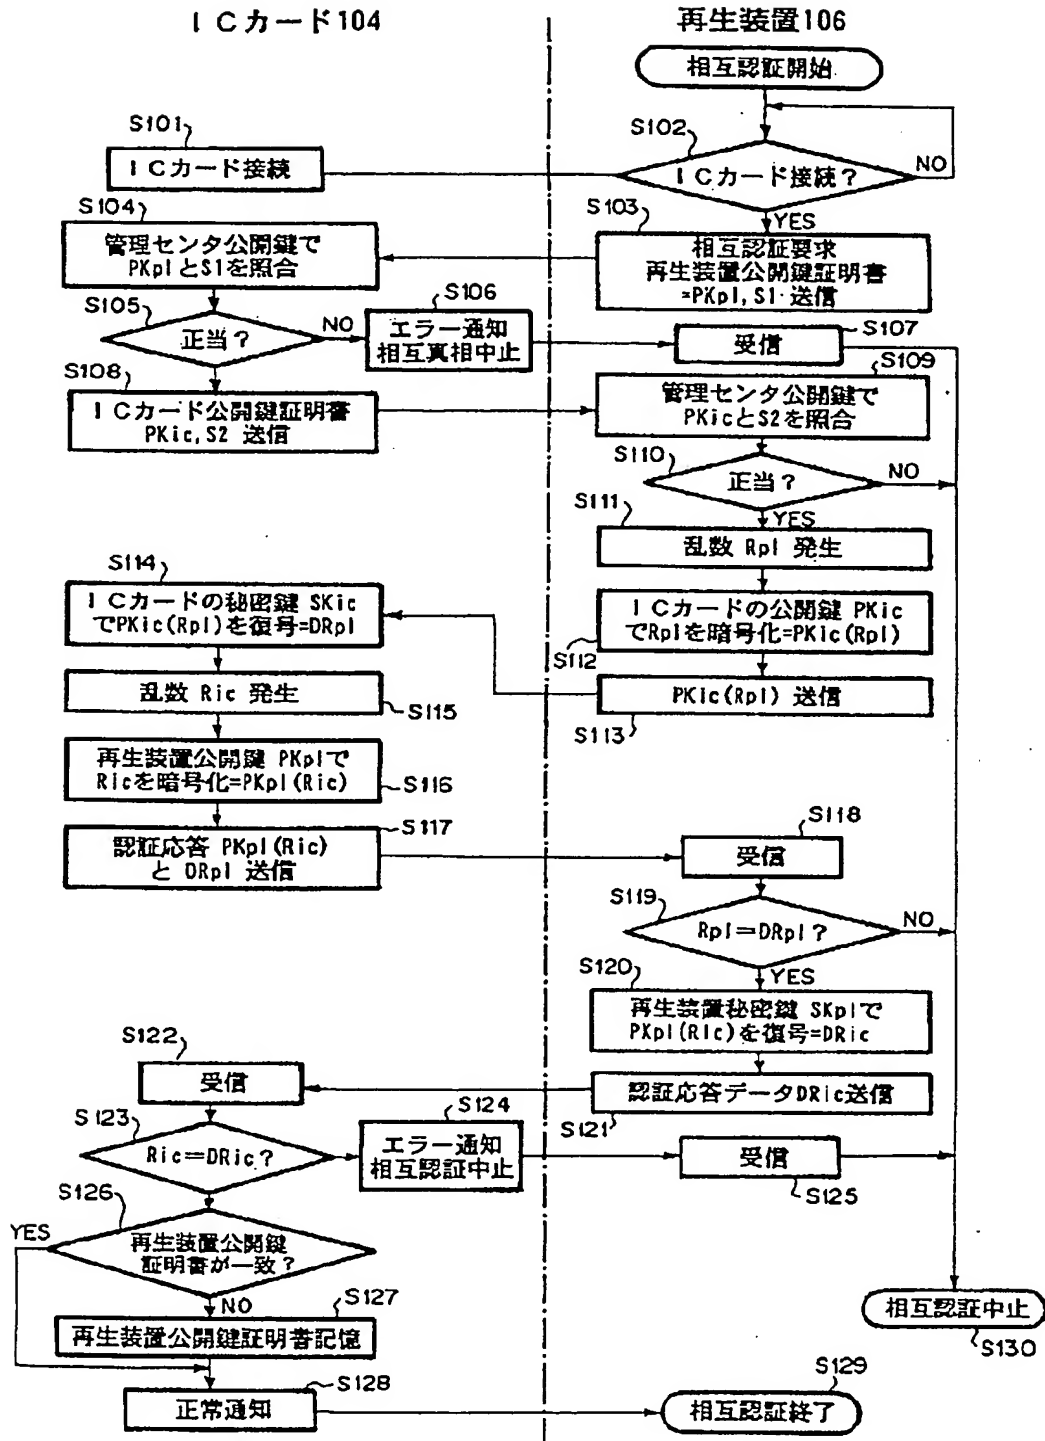 ICカード104
再生装置106
相互認証開始
S101
ICカード接続
S102
ICカード接続?
NO
YES
S103
相互認証要求
再生装置公開鍵証明書
=PKpl,S1 送信
S104
管理センタ公開鍵で
PKplとS1を照合
S105
正当?
NO
S106
エラー通知
相互真相中止
S107
受信
S108
ICカード公開鍵証明書
PKic,S2 送信
S109
管理センタ公開鍵で
PKicとS2を照合
S110
正当?
NO
YES
S111
乱数 Rpl 発生
ICカードの公開鍵 PKic
でRplを暗号化=PKic(Rpl)
S112
PKic(Rpl) 送信
S113
S114
ICカードの秘密鍵 SKic
でPKic(Rpl)を復号=DRpl
乱数 Ric 発生
S115
再生装置公開鍵 PKplで
Ricを暗号化=PKpl(Ric)
S116
S117
認証応答 PKpl(Ric)
と DRpl 送信
S118
受信
S119
Rpl=DRpl?
NO
YES
S120
再生装置秘密鍵 SKplで
PKpl(Ric)を復号=DRic
認証応答データDRic送信
S121
S122
受信
S123
Ric=DRic?
S124
エラー通知
相互認証中止
受信
S125
S126
YES
再生装置公開鍵
証明書が一致?
NO
S127
再生装置公開鍵証明書記憶
相互認証中止
S130
S128
正常通知
S129
相互認証終了